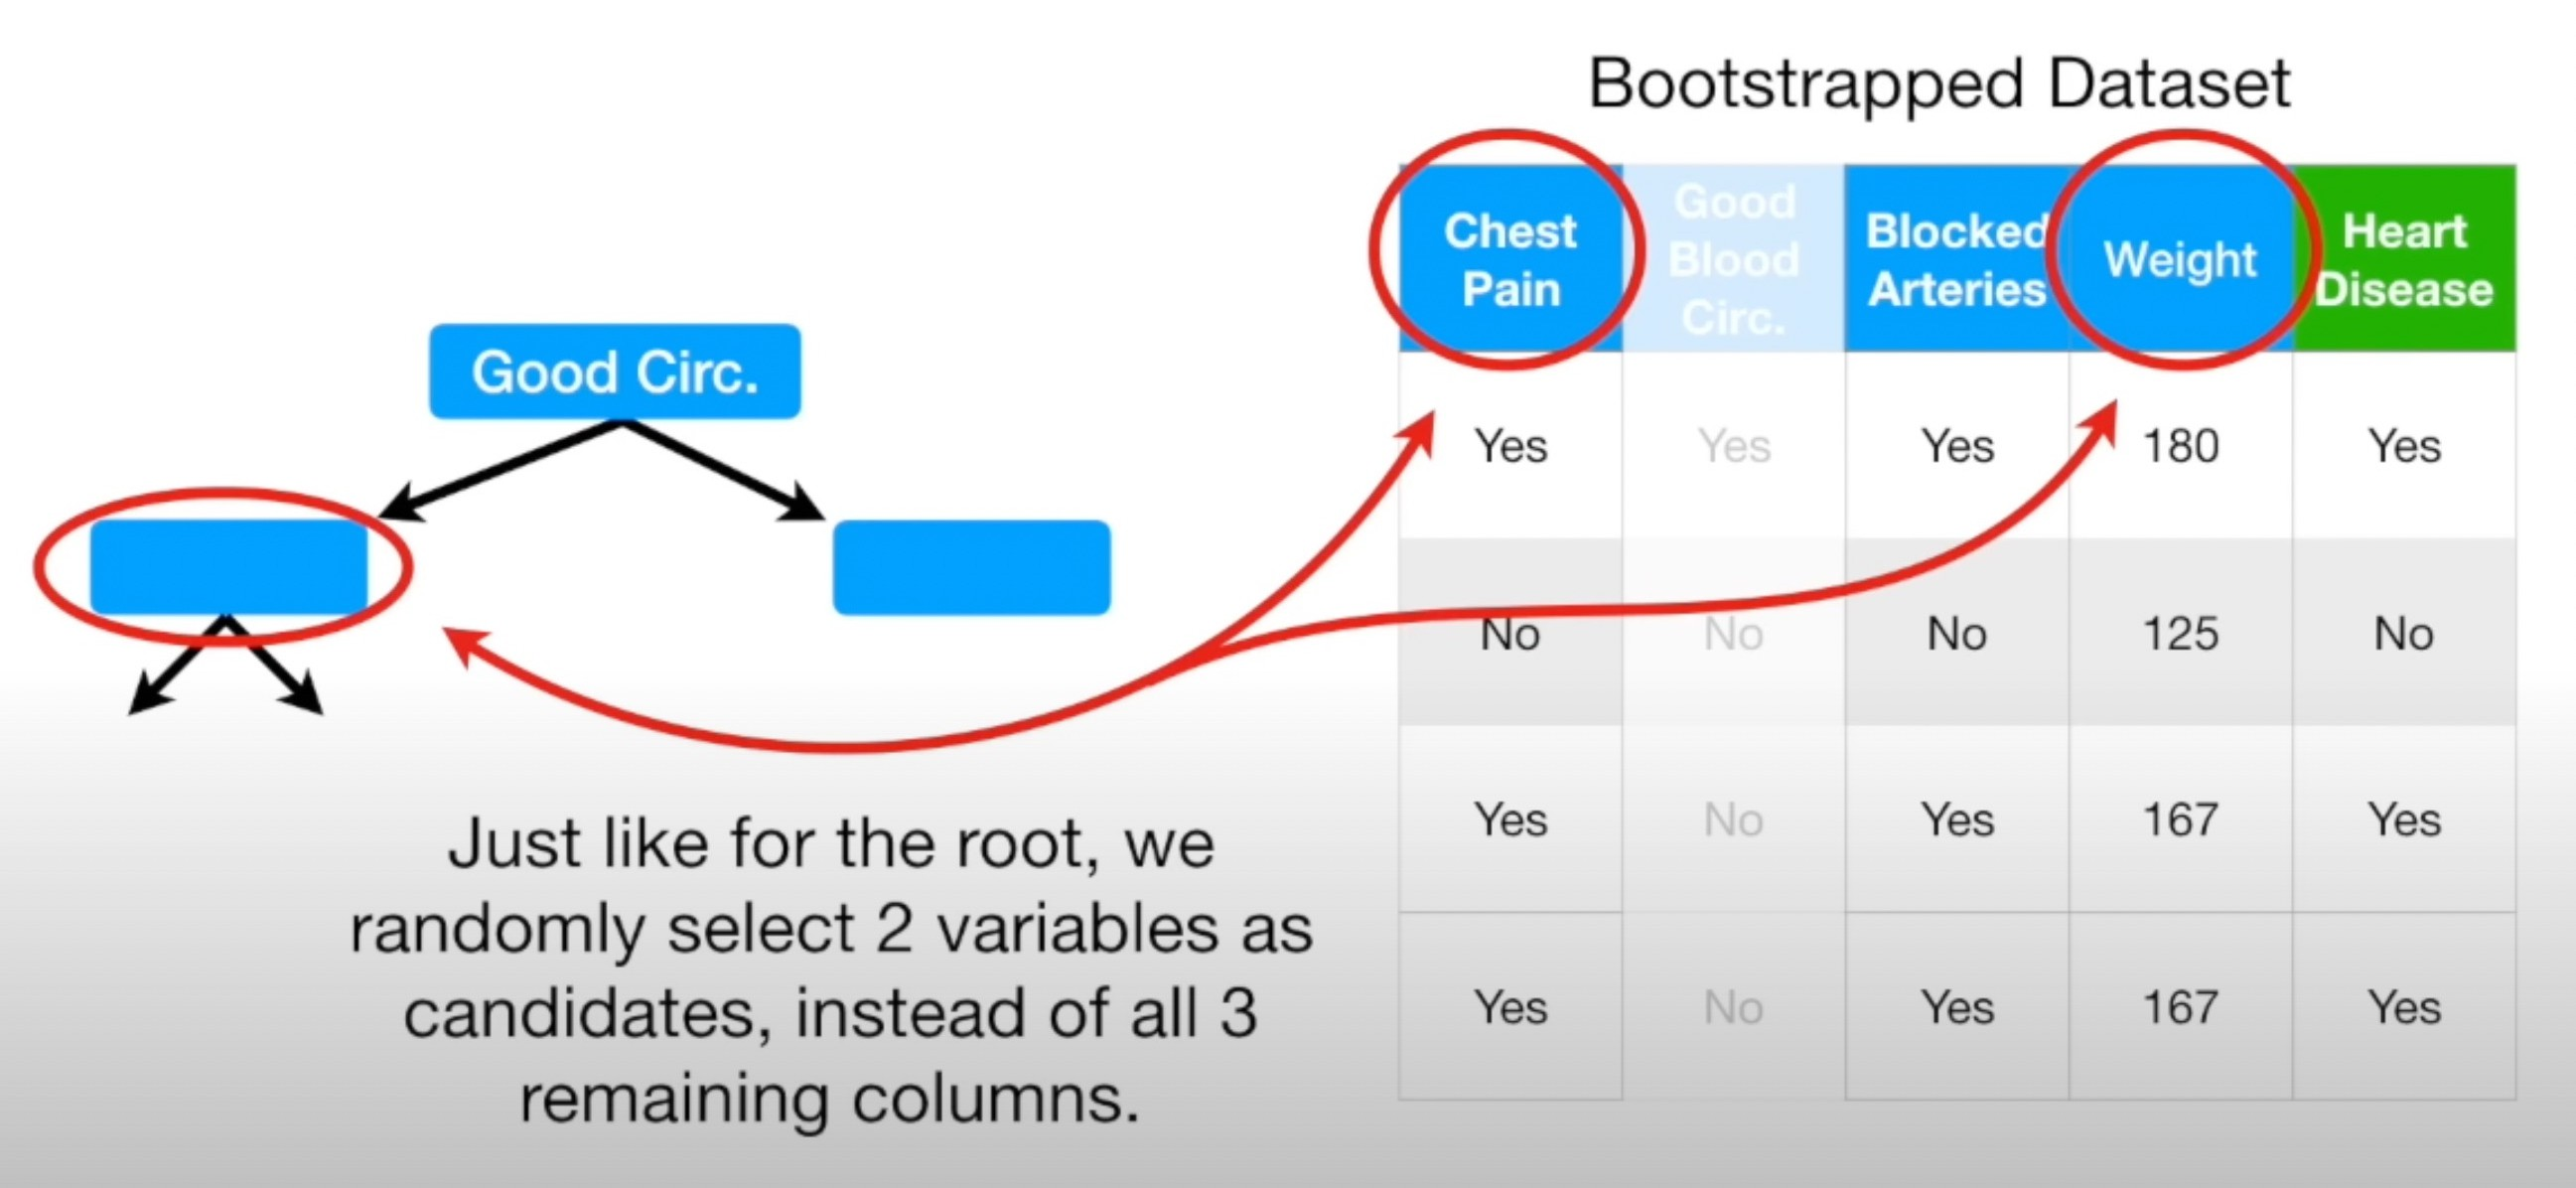 Bootstrapped Dataset
Chest
Pain
Good
Blood
Circ.
Blocked
Arteries
Weight
Heart
Disease
Yes Yes Yes 180 Yes
No No No 125 No
Yes No Yes 167 Yes
Yes No Yes 167 Yes
Good Circ.
Just like for the root, we
randomly select 2 variables as
candidates, instead of all 3
remaining columns.